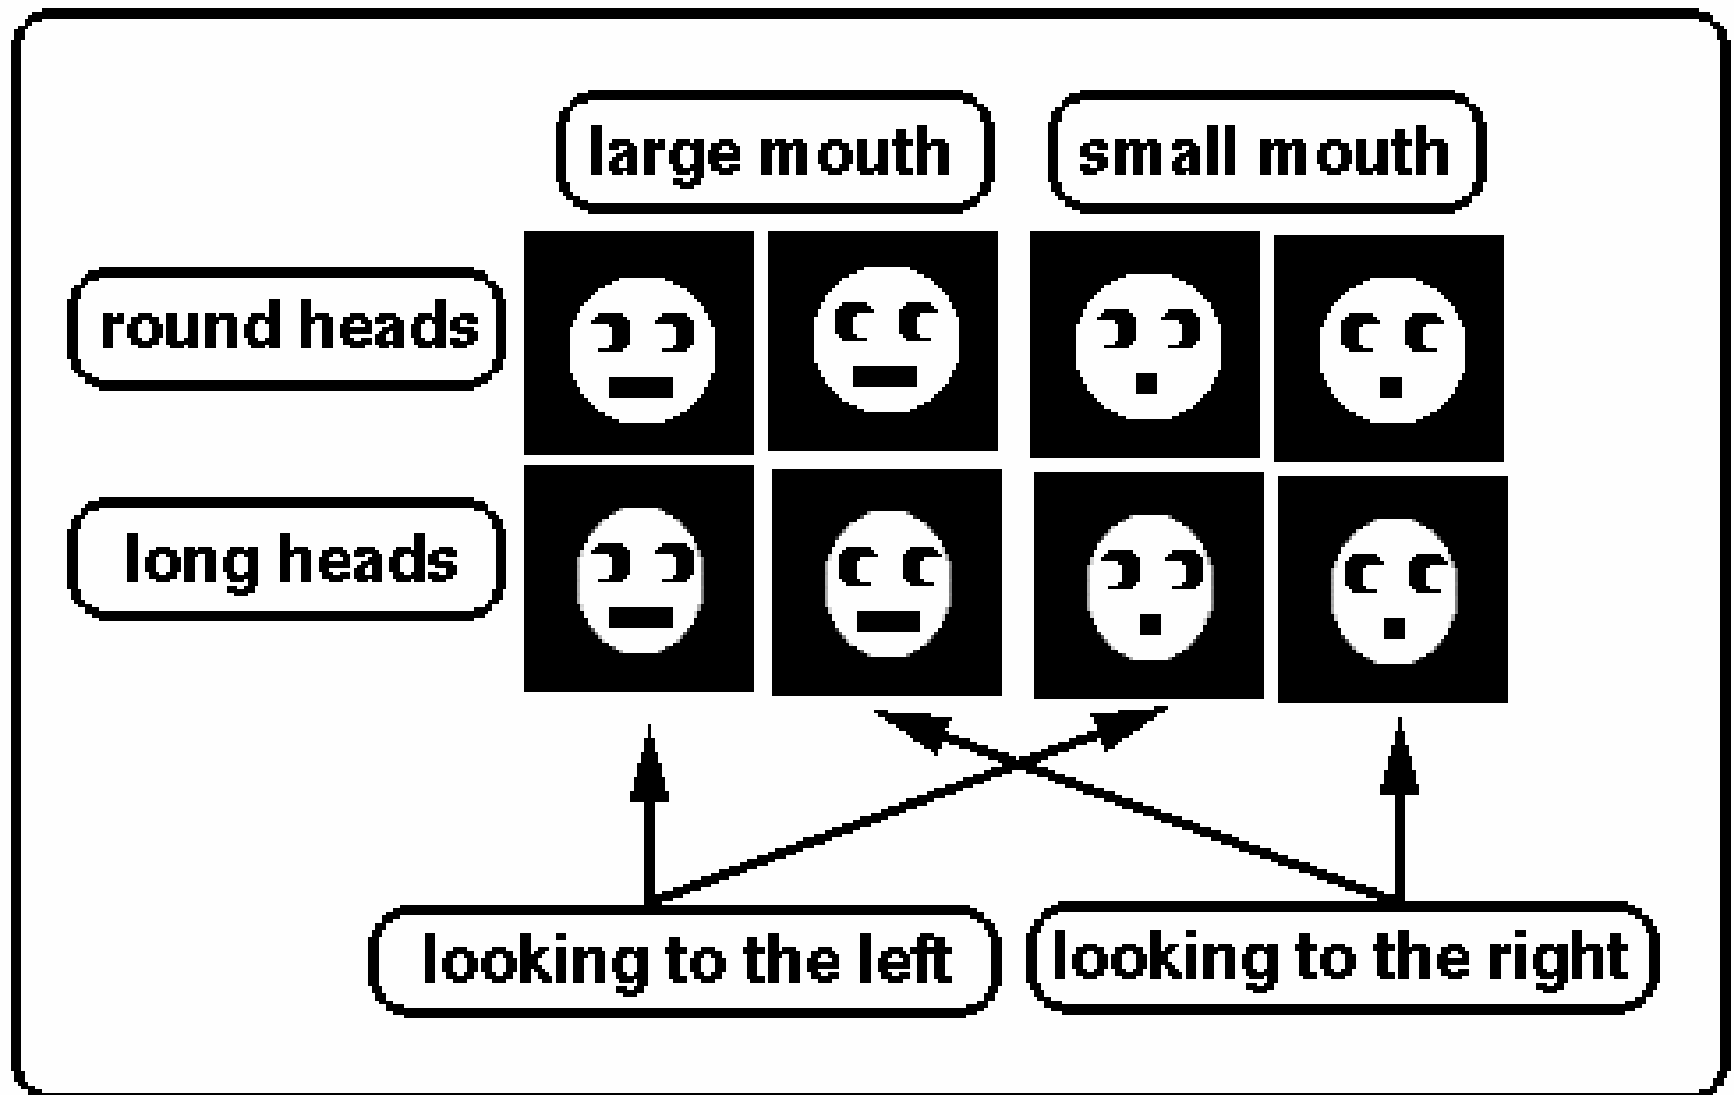 large mouth
small mouth
round heads
long heads
looking to the left
looking to the right